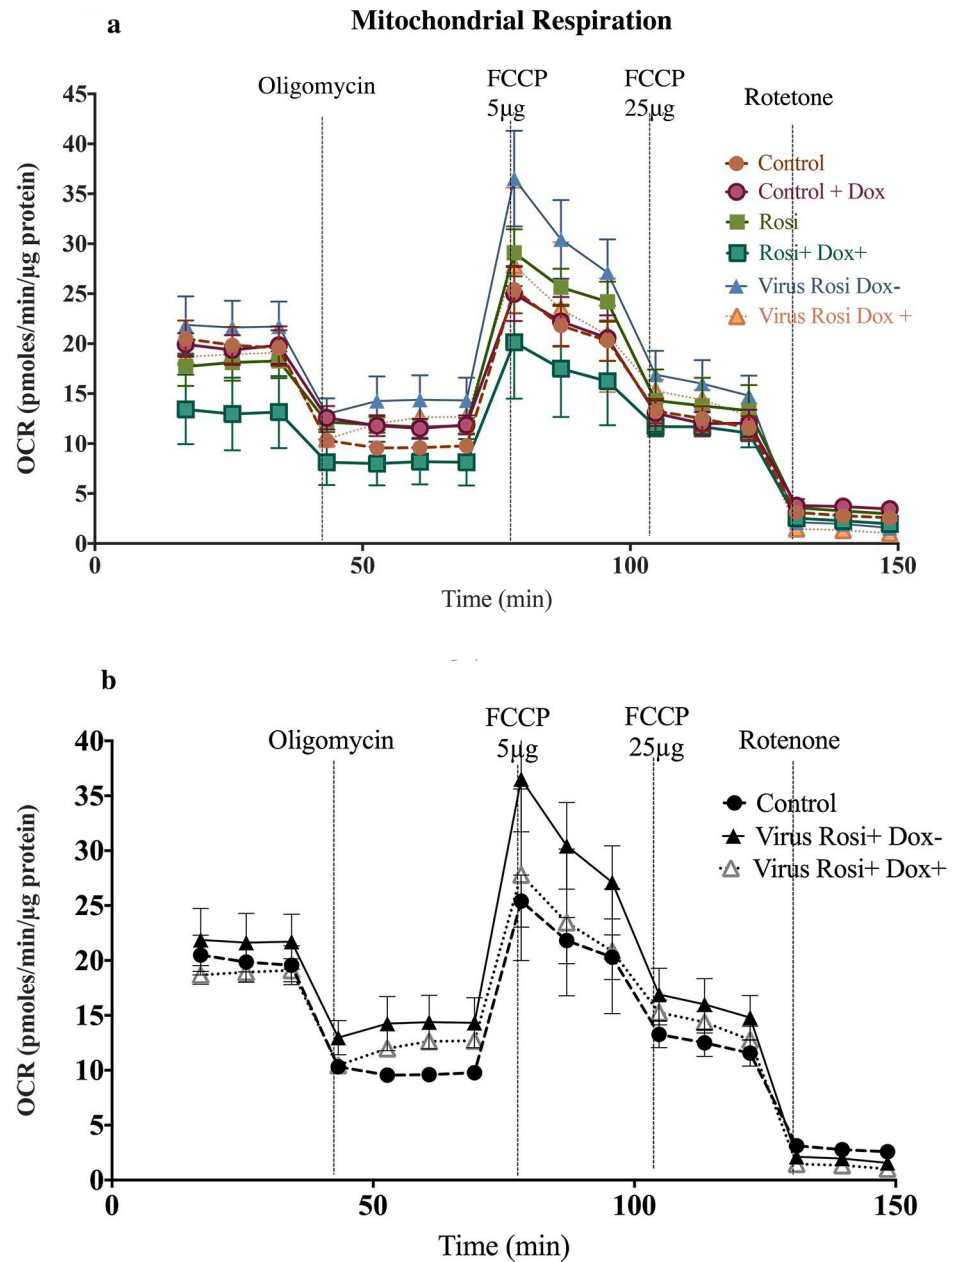 a
Mitochondrial Respiration
Oligomycin
FCCP
5µg
FCCP
25µg
Rotetone
OCR (pmoles/min/µg protein)
45
40
35
30
25
20
15
10
5
0
Control
Control + Dox
Rosi
Rosi+ Dox+
Virus Rosi Dox-
Virus Rosi Dox +
0
50
100
150
Time (min)
b
Oligomycin
FCCP
5µg
FCCP
25µg
Rotenone
OCR (pmoles/min/µg protein)
40
35
30
25
20
15
10
5
0
Control
Virus Rosi+ Dox-
Virus Rosi+ Dox+
0
50
100
150
Time (min)